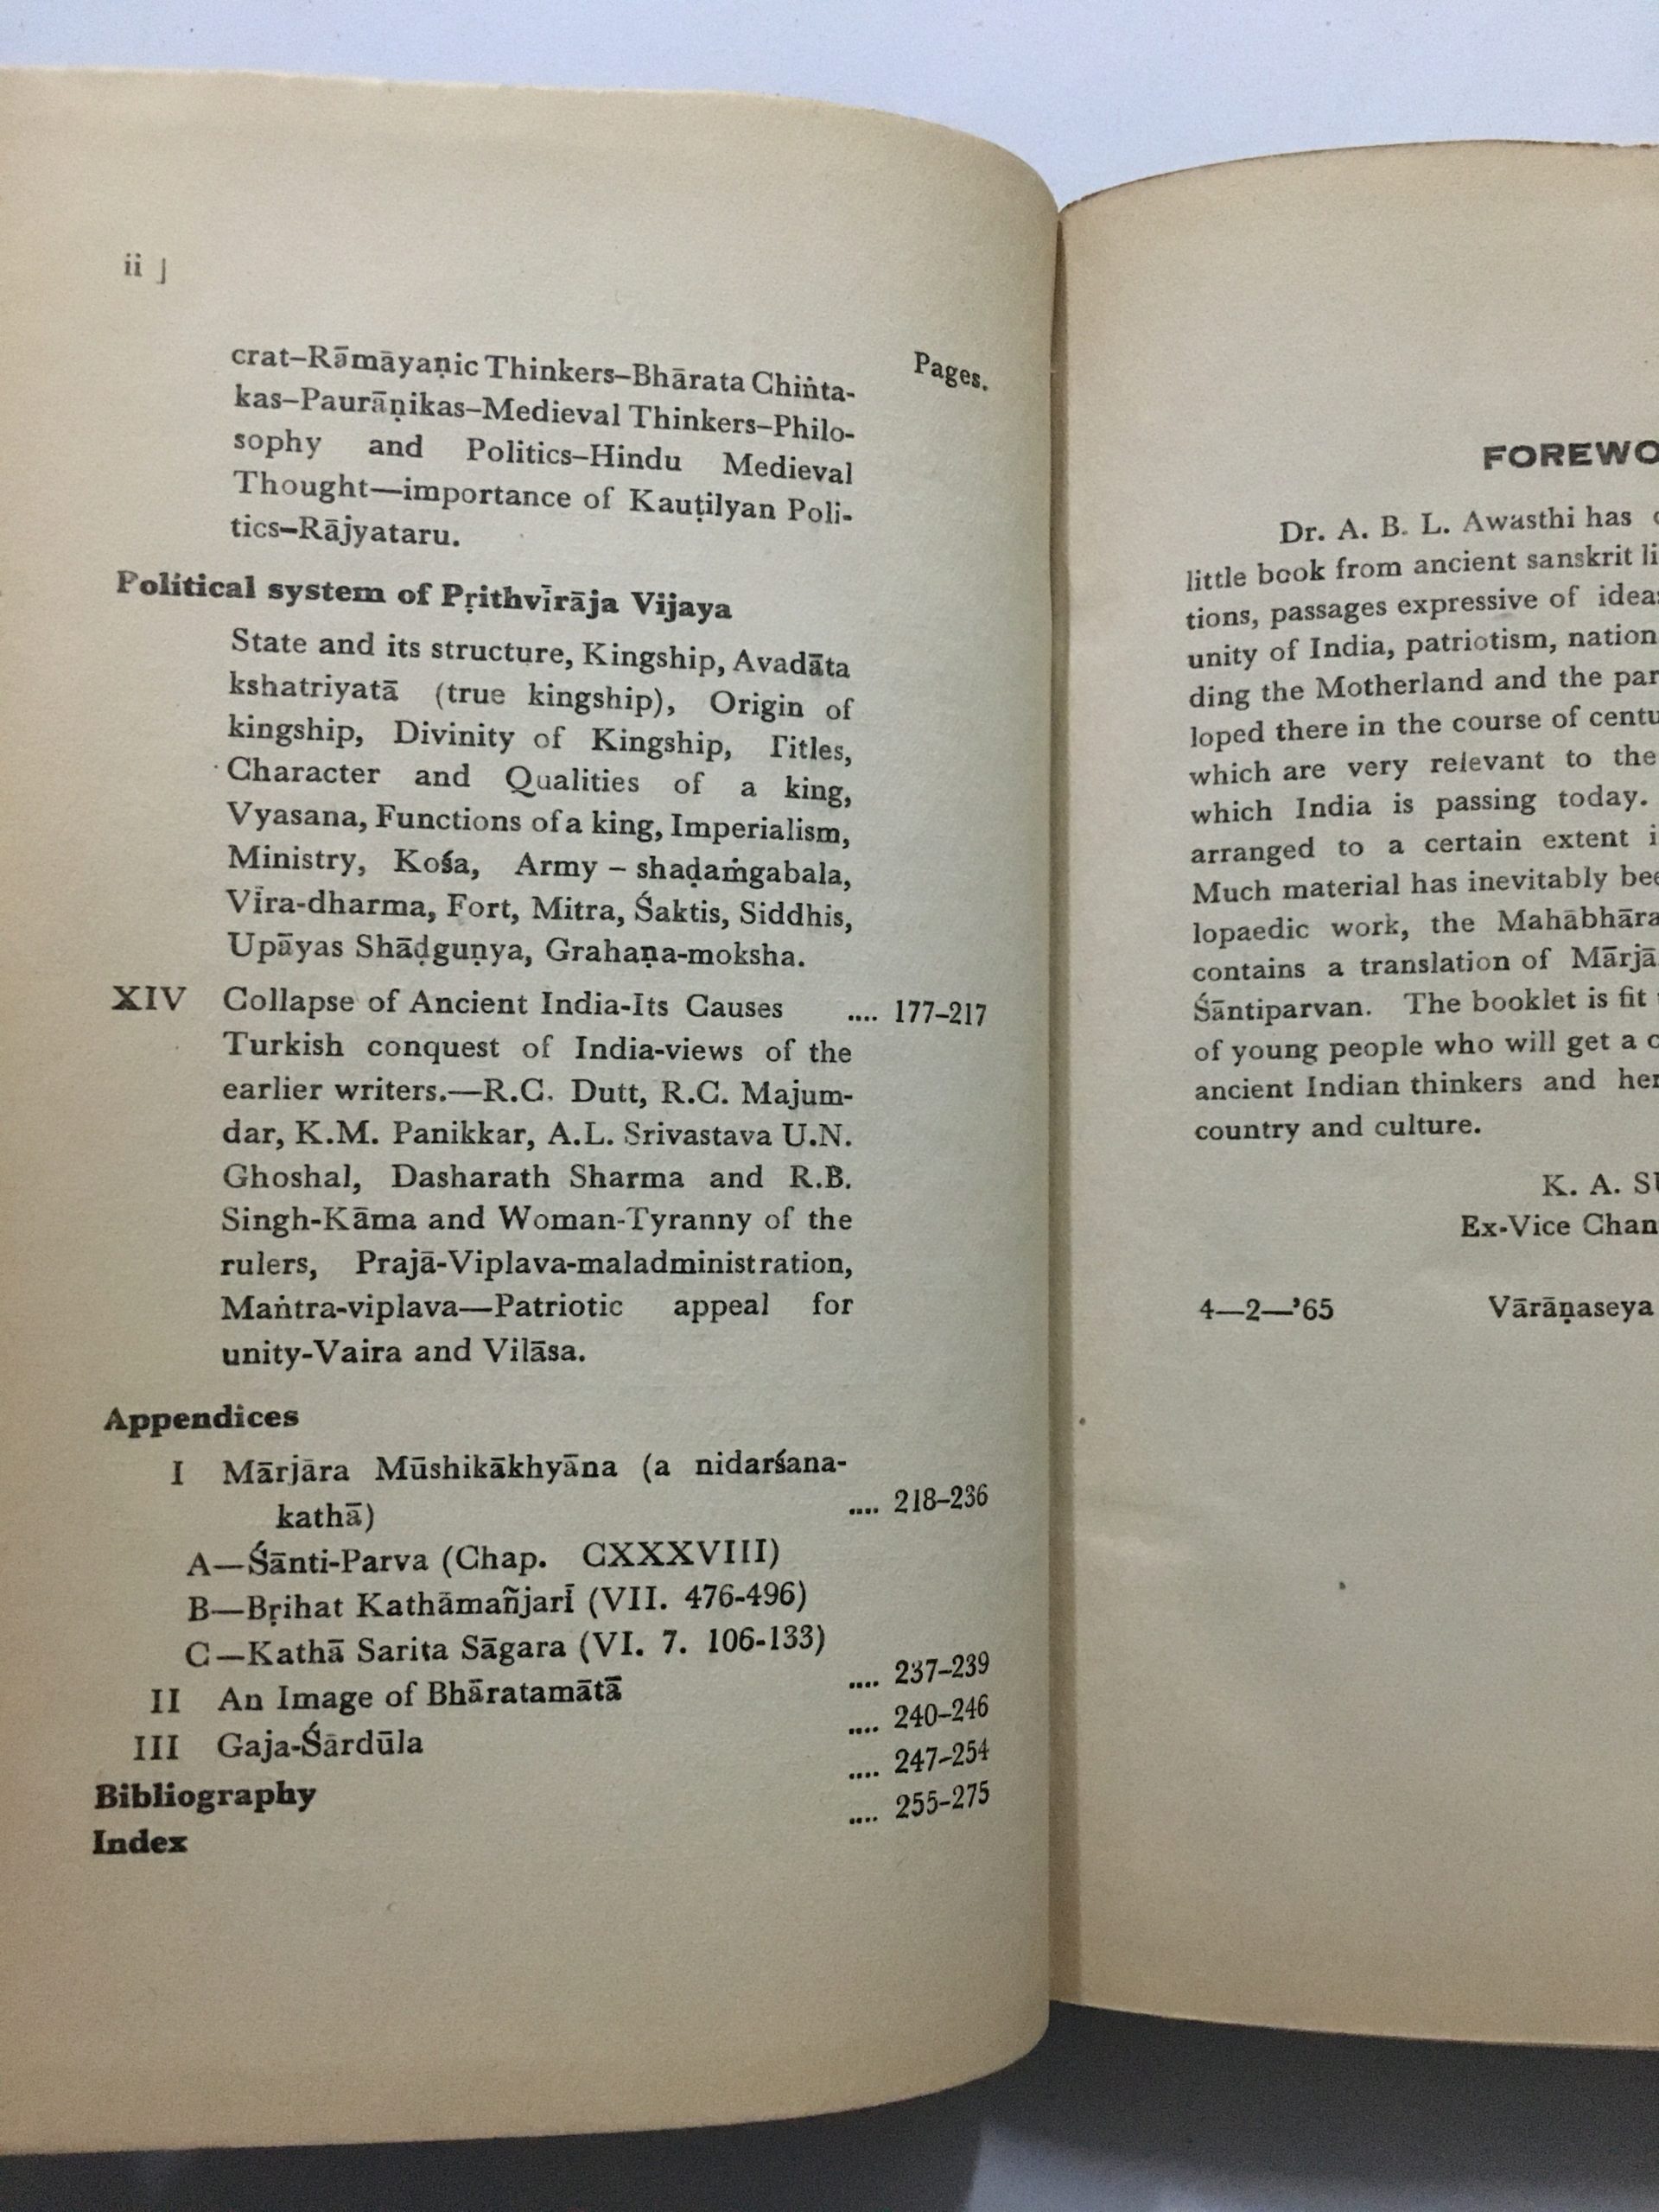 ii ]
Pages.
crat–Rāmāyaṇic Thinkers–Bhārata Chiṅta-
kas–Paurāṇikas–Medieval Thinkers–Philo-
sophy and Politics–Hindu Medieval
Thought—importance of Kauṭilyan Poli-
tics–Rājyataru.
Political system of Pṛithvīrāja Vijaya
State and its structure, Kingship, Avadāta
kshatriyatā (true kingship), Origin of
kingship, Divinity of Kingship, Titles,
Character and Qualities of a king,
Vyasana, Functions of a king, Imperialism,
Ministry, Kośa, Army – shaḍaṁgabala,
Vīra-dharma, Fort, Mitra, Śaktis, Siddhis,
Upāyas Shāḍguṇya, Grahaṇa-moksha.
XIV Collapse of Ancient India-Its Causes .... 177–217
Turkish conquest of India-views of the
earlier writers.—R.C. Dutt, R.C. Majum-
dar, K.M. Panikkar, A.L. Srivastava U.N.
Ghoshal, Dasharath Sharma and R.B.
Singh-Kāma and Woman-Tyranny of the
rulers, Prajā-Viplava-maladministration,
Maṅtra-viplava—Patriotic appeal for
unity-Vaira and Vilāsa.
Appendices
I Mārjāra Mūshikākhyāna (a nidarśana-
kathā) .... 218–236
A—Śānti-Parva (Chap. CXXXVIII)
B—Bṛihat Kathāmañjarī (VII. 476-496)
C—Kathā Sarita Sāgara (VI. 7. 106-133)
II An Image of Bhāratamātā .... 237–239
III Gaja-Śārdūla .... 240–246
Bibliography .... 247–254
Index .... 255–275
FOREWO
Dr. A. B. L. Awasthi has
little book from ancient sanskrit li
tions, passages expressive of idea
unity of India, patriotism, nation
ding the Motherland and the par
loped there in the course of centu
which are very relevant to the
which India is passing today.
arranged to a certain extent i
Much material has inevitably bee
lopaedic work, the Mahābhāra
contains a translation of Mārjā
Śāntiparvan. The booklet is fit
of young people who will get a c
ancient Indian thinkers and her
country and culture.
K. A. SU
Ex-Vice Chan
4—2—'65 Vārāṇaseya